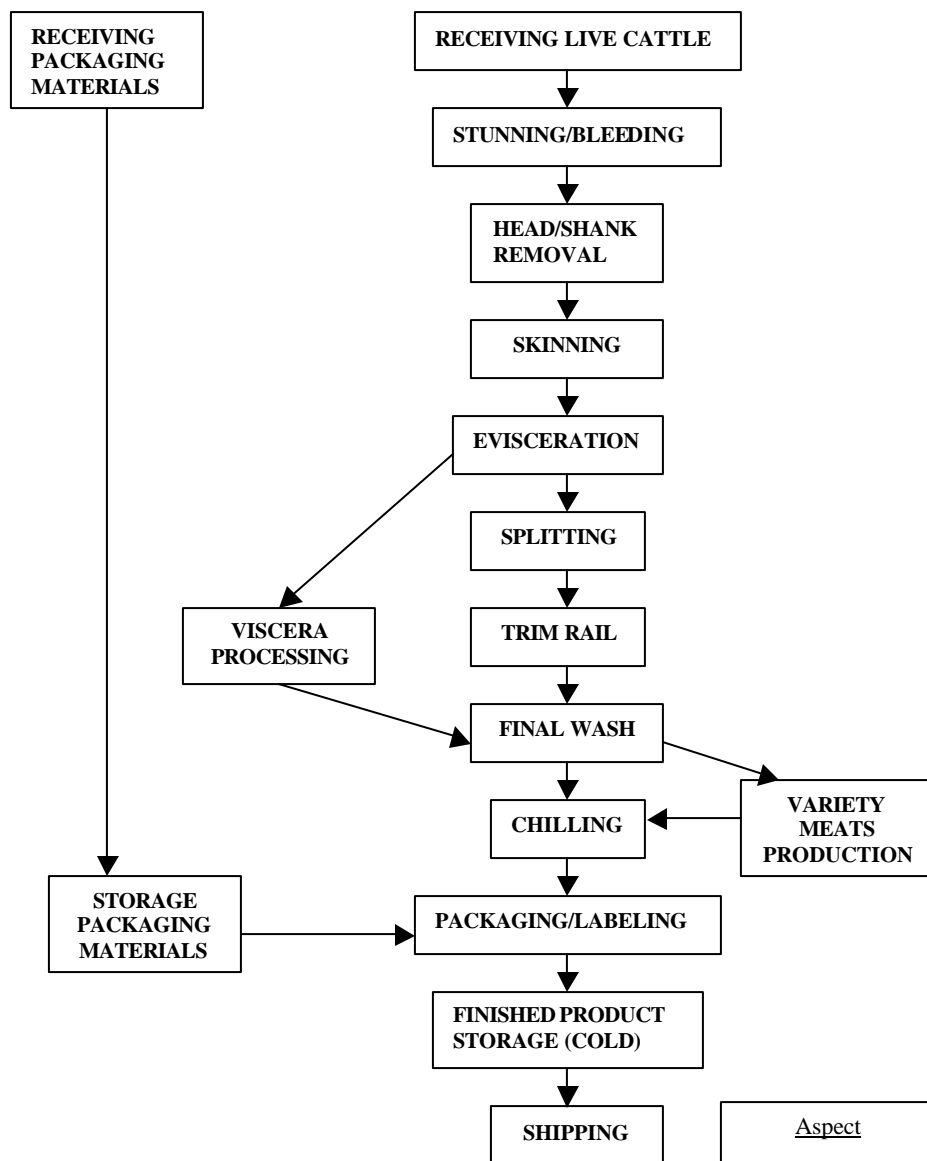 RECEIVING
PACKAGING
MATERIALS
RECEIVING LIVE CATTLE
STUNNING/BLEEDING
HEAD/SHANK
REMOVAL
SKINNING
EVISCERATION
SPLITTING
VISCERA
PROCESSING
TRIM RAIL
FINAL WASH
VARIETY
MEATS
PRODUCTION
CHILLING
STORAGE
PACKAGING
MATERIALS
PACKAGING/LABELING
FINISHED PRODUCT
STORAGE (COLD)
SHIPPING
Aspect